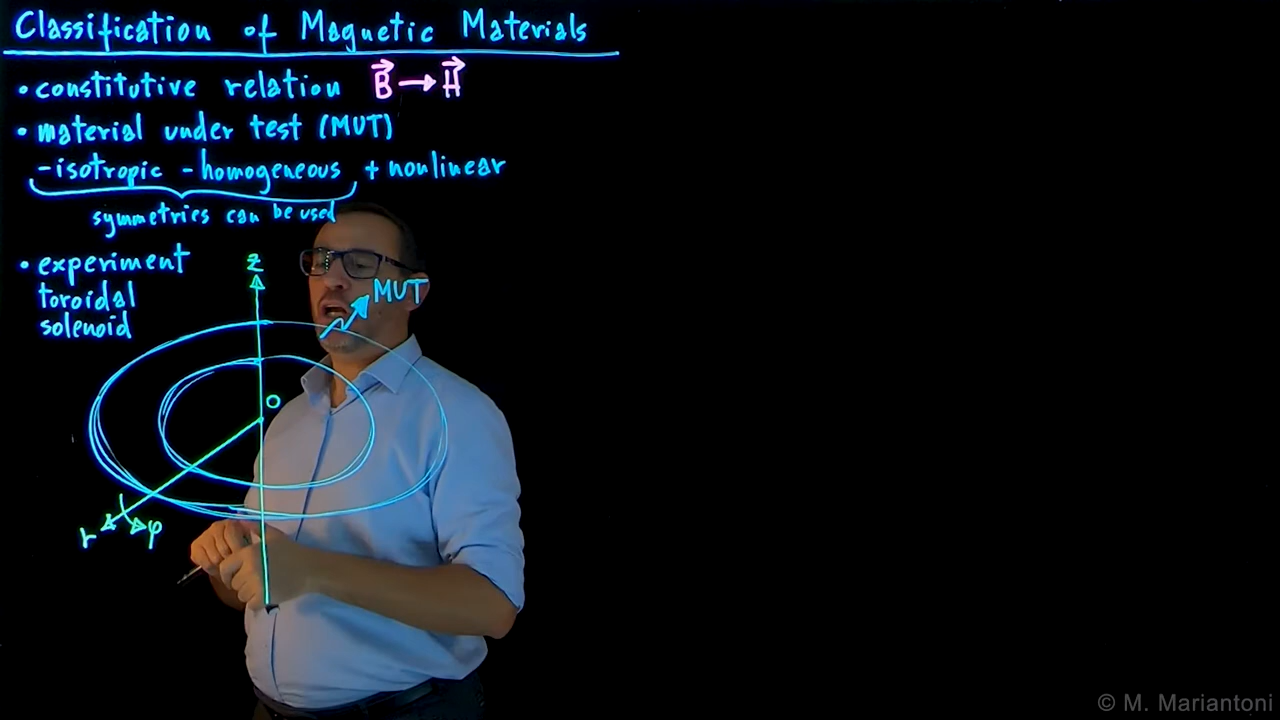 Classification of Magnetic Materials
• constitutive relation B⃗ → H⃗
• material under test (MUT)
- isotropic - homogeneous + nonlinear
symmetries can be used
• experiment
toroidal
solenoid
z
MUT
O
r
φ
© M. Mariantoni